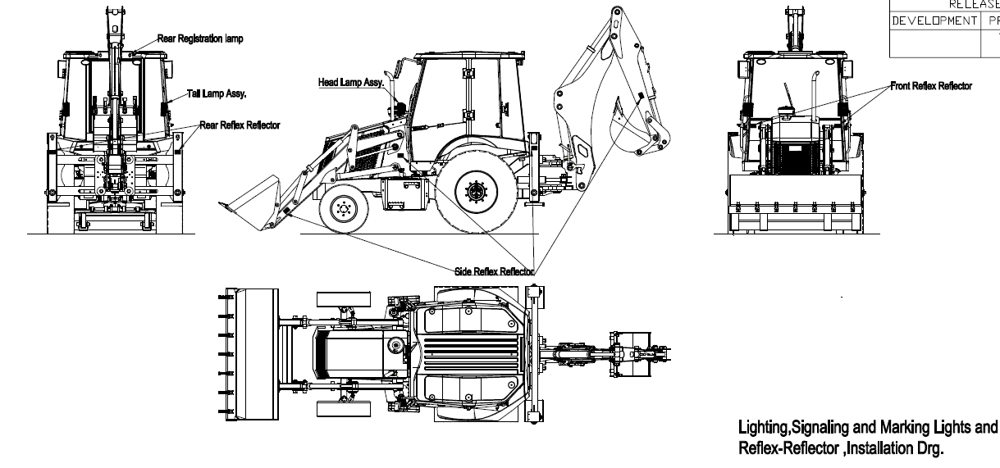 RELEASE
DEVELOPMENT
Rear Registration lamp
Tail Lamp Assy.
Rear Reflex Reflector
Head Lamp Assy.
Front Reflex Reflector
Side Reflex Reflector
Lighting,Signaling and Marking Lights and
Reflex-Reflector ,Installation Drg.